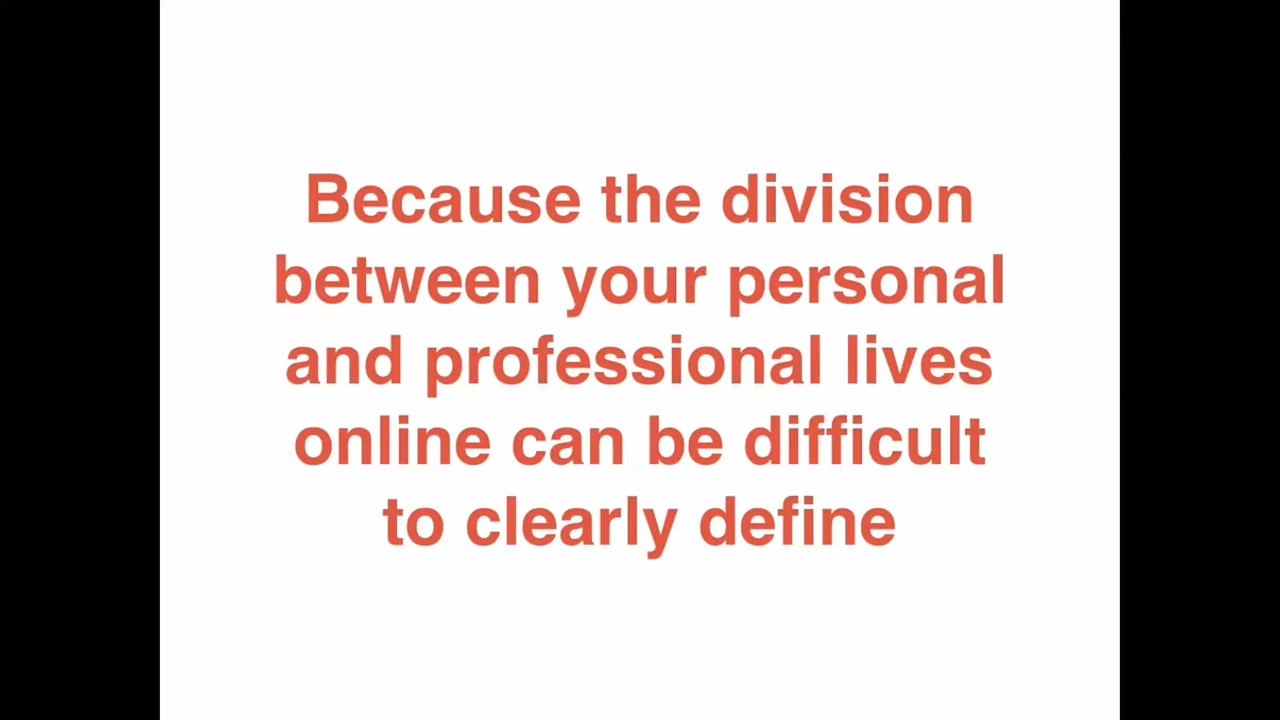 Because the division
between your personal
and professional lives
online can be difficult
to clearly define